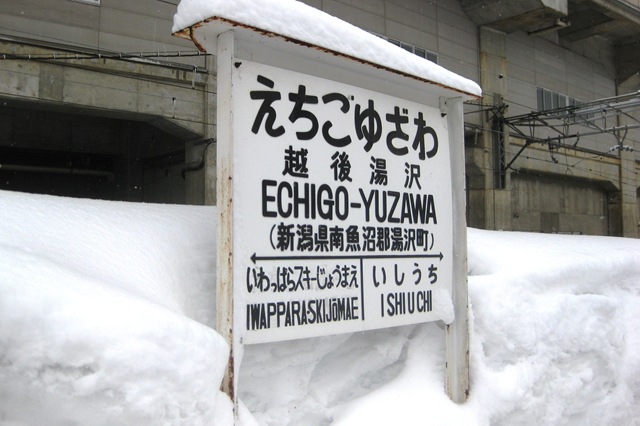 えちごゆざわ
越後湯沢
ECHIGO-YUZAWA
(新潟県南魚沼郡湯沢町)
いわっぱらスキーじょうまえ いしうち
IWAPPARA-SKIJŌMAE ISHIUCHI